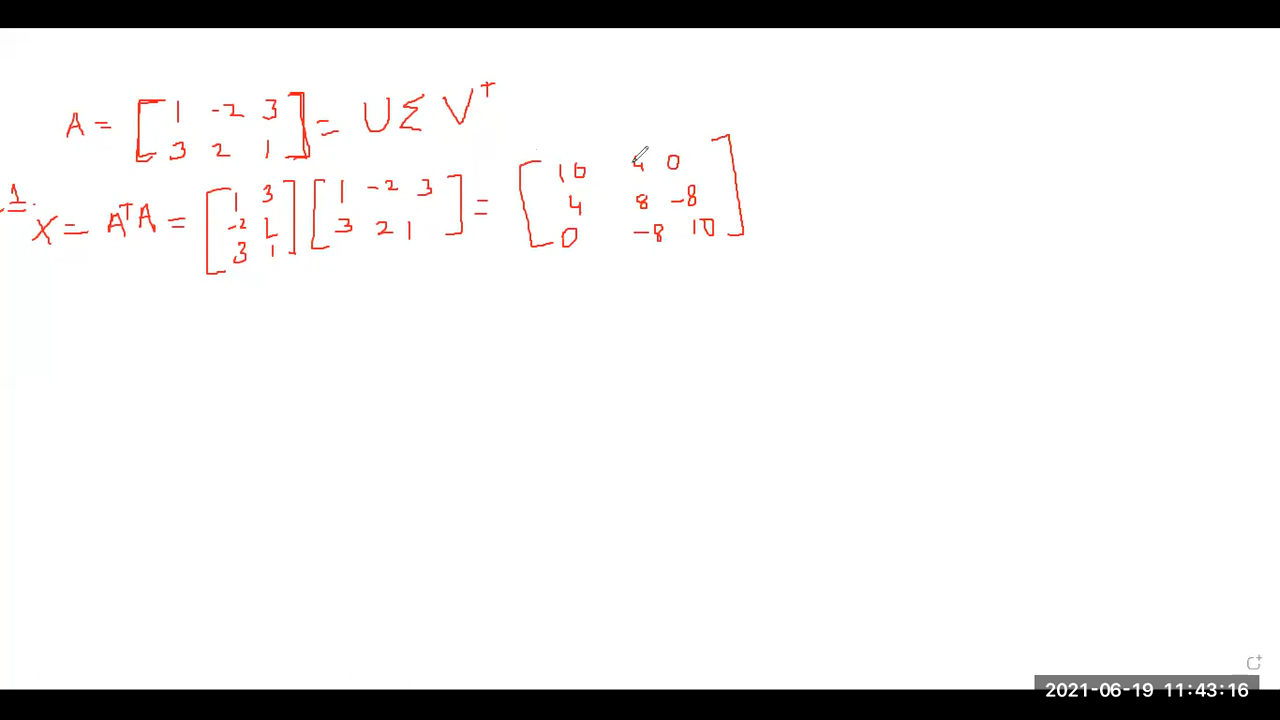 A = [ 1 -2 3 ; 3 2 1 ] = U Σ V^T
1.
X = A^T A = [ 1 3 ; -2 2 ; 3 1 ] [ 1 -2 3 ; 3 2 1 ] = [ 10 4 0 ; 4 8 -8 ; 0 -8 10 ]
2021-06-19 11:43:16